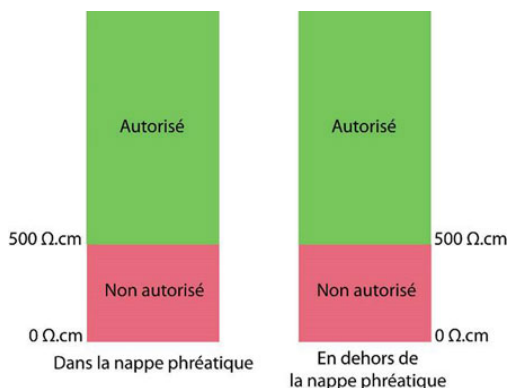 Autorisé
Autorisé
500 Ω.cm
500 Ω.cm
Non autorisé
Non autorisé
0 Ω.cm
0 Ω.cm
Dans la nappe phréatique
En dehors de
la nappe phréatique